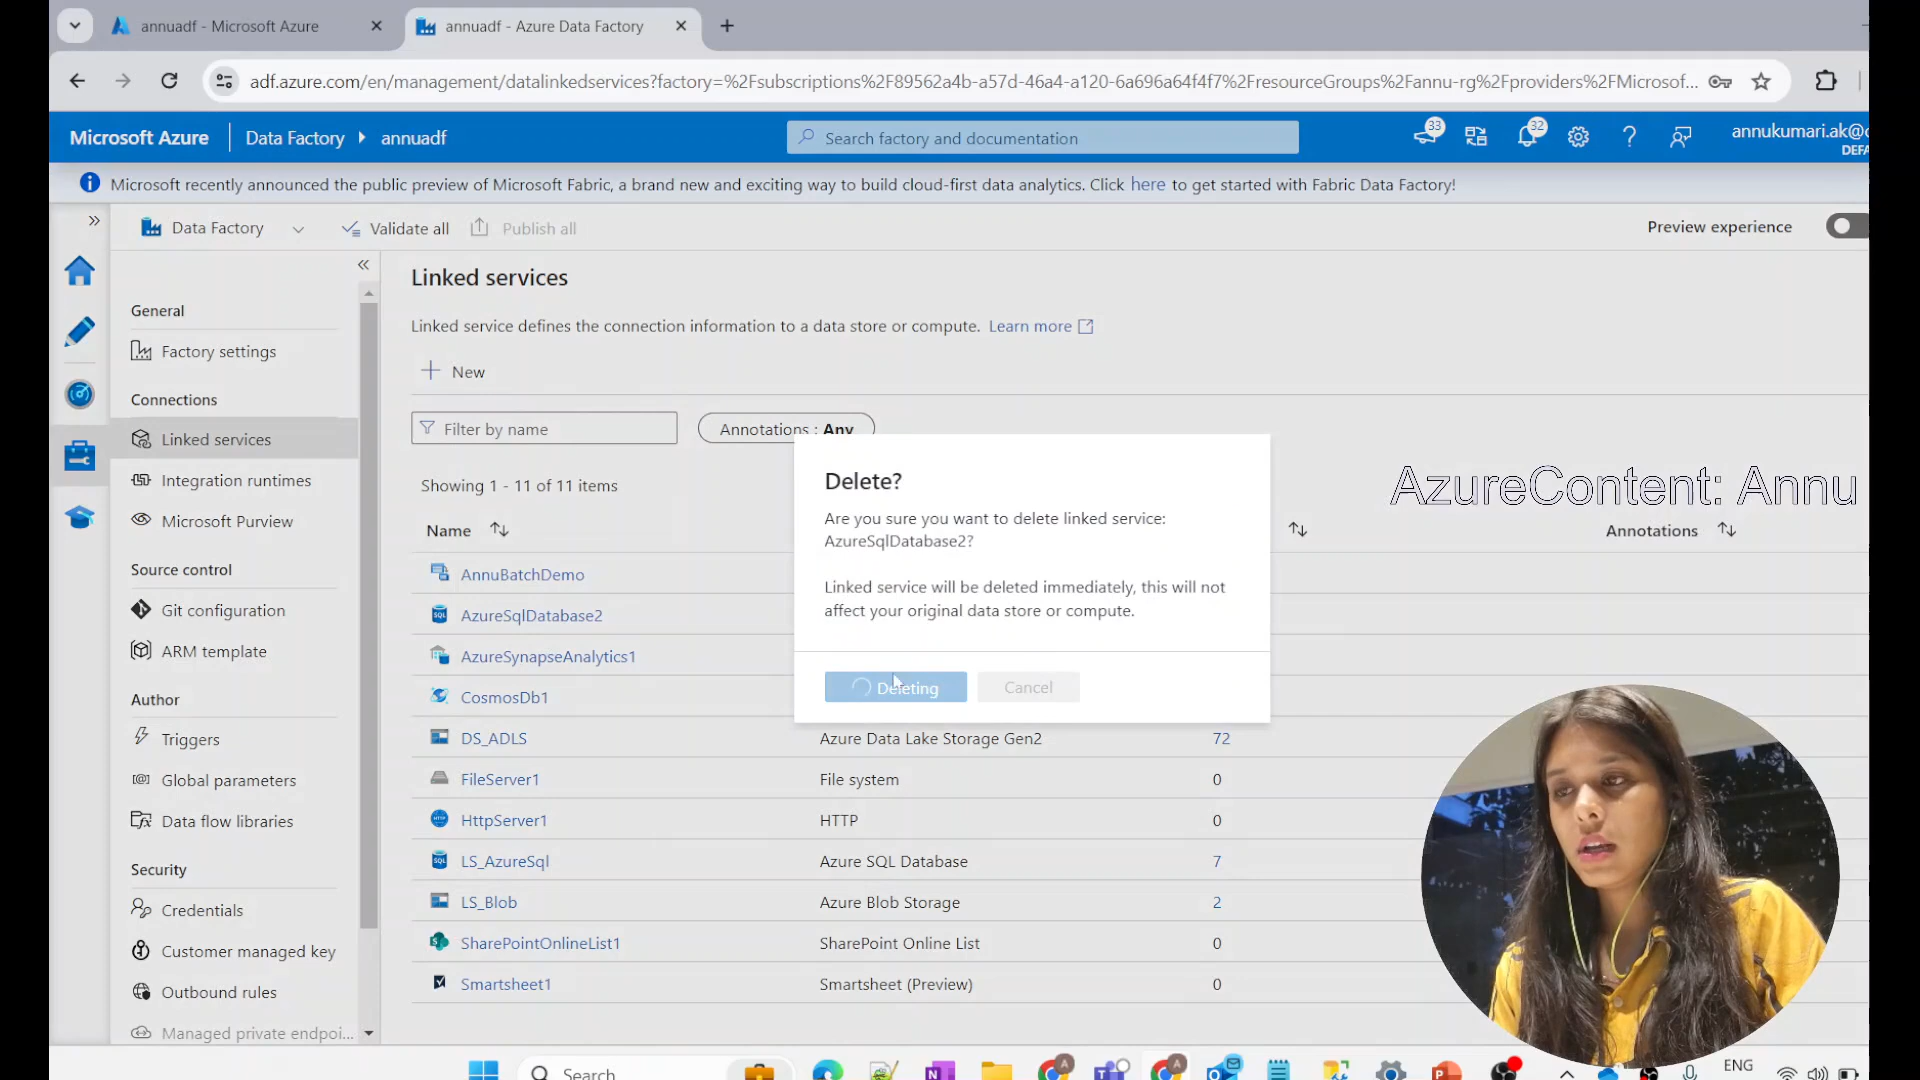 annuadf - Microsoft Azure
annuadf - Azure Data Factory
adf.azure.com/en/management/datalinkedservices?factory=%2Fsubscriptions%2F89562a4b-a57d-46a4-a120-6a696a64f4f7%2FresourceGroups%2Fannu-rg%2Fproviders%2FMicrosof...
Microsoft Azure
Data Factory
annuadf
Search factory and documentation
33
32
annukumari.ak@
DEFA
Microsoft recently announced the public preview of Microsoft Fabric, a brand new and exciting way to build cloud-first data analytics. Click here to get started with Fabric Data Factory!
Data Factory
Validate all
Publish all
Preview experience
General
Factory settings
Connections
Linked services
Integration runtimes
Microsoft Purview
Source control
Git configuration
ARM template
Author
Triggers
Global parameters
Data flow libraries
Security
Credentials
Customer managed key
Outbound rules
Managed private endpoi...
Linked services
Linked service defines the connection information to a data store or compute. Learn more
New
Filter by name
Annotations : Any
Showing 1 - 11 of 11 items
AzureContent: Annu
Name
Annotations
AnnuBatchDemo
AzureSqlDatabase2
AzureSynapseAnalytics1
CosmosDb1
DS_ADLS Azure Data Lake Storage Gen2 72
FileServer1 File system 0
HttpServer1 HTTP 0
LS_AzureSql Azure SQL Database 7
LS_Blob Azure Blob Storage 2
SharePointOnlineList1 SharePoint Online List 0
Smartsheet1 Smartsheet (Preview) 0
Delete?
Are you sure you want to delete linked service:
AzureSqlDatabase2?
Linked service will be deleted immediately, this will not
affect your original data store or compute.
Deleting
Cancel
Search
ENG